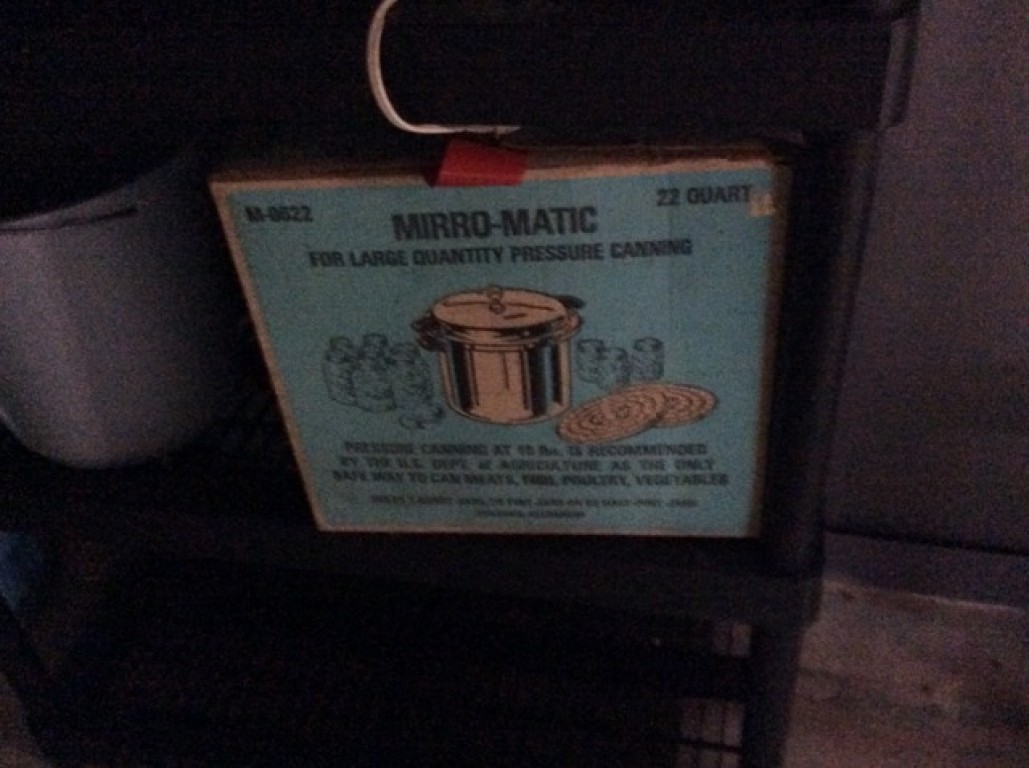 M-0622
22 QUART
MIRRO-MATIC
FOR LARGE QUANTITY PRESSURE CANNING
PRESSURE CANNING AT 10 lbs. IS RECOMMENDED
BY THE U.S. DEPT. of AGRICULTURE AS THE ONLY
SAFE WAY TO CAN MEATS, FISH, POULTRY, VEGETABLES